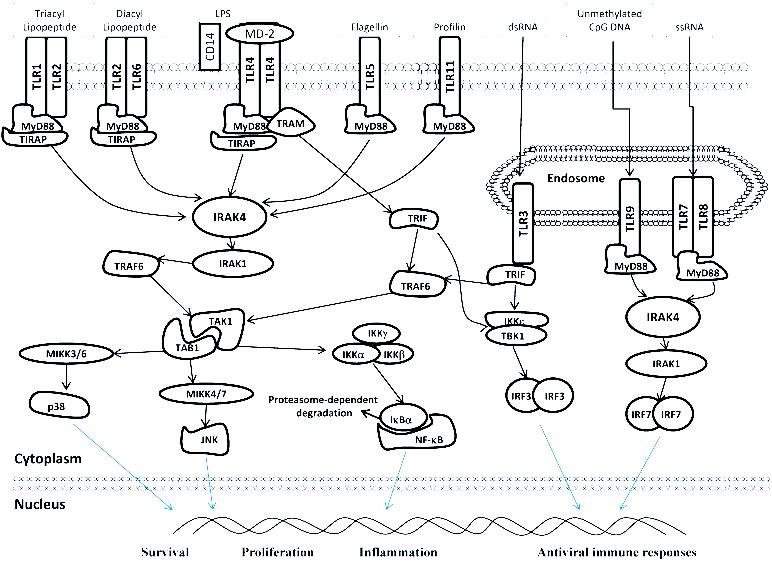 Triacyl
Lipopeptide
Diacyl
Lipopeptide
LPS
Flagellin
Profilin
dsRNA
Unmethylated
CpG DNA
ssRNA
CD14
MD-2
TLR1
TLR2
TLR2
TLR6
TLR4
TLR4
TLR5
TLR11
MyD88
TIRAP
MyD88
TIRAP
MyD88
TRAM
TIRAP
MyD88
MyD88
Endosome
TLR3
TLR9
TLR7
TLR8
IRAK4
TRIF
IRAK1
TRAF6
TRAF6
TRIF
MyD88
MyD88
TAK1
TAB1
IKKγ
IKKα
IKKβ
IKKε
TBK1
IRAK4
MIKK3/6
IRAK1
p38
MIKK4/7
Proteasome-dependent
degradation
IκBα
NF-κB
IRF3
IRF3
IRF7
IRF7
JNK
Cytoplasm
Nucleus
Survival
Proliferation
Inflammation
Antiviral immune responses